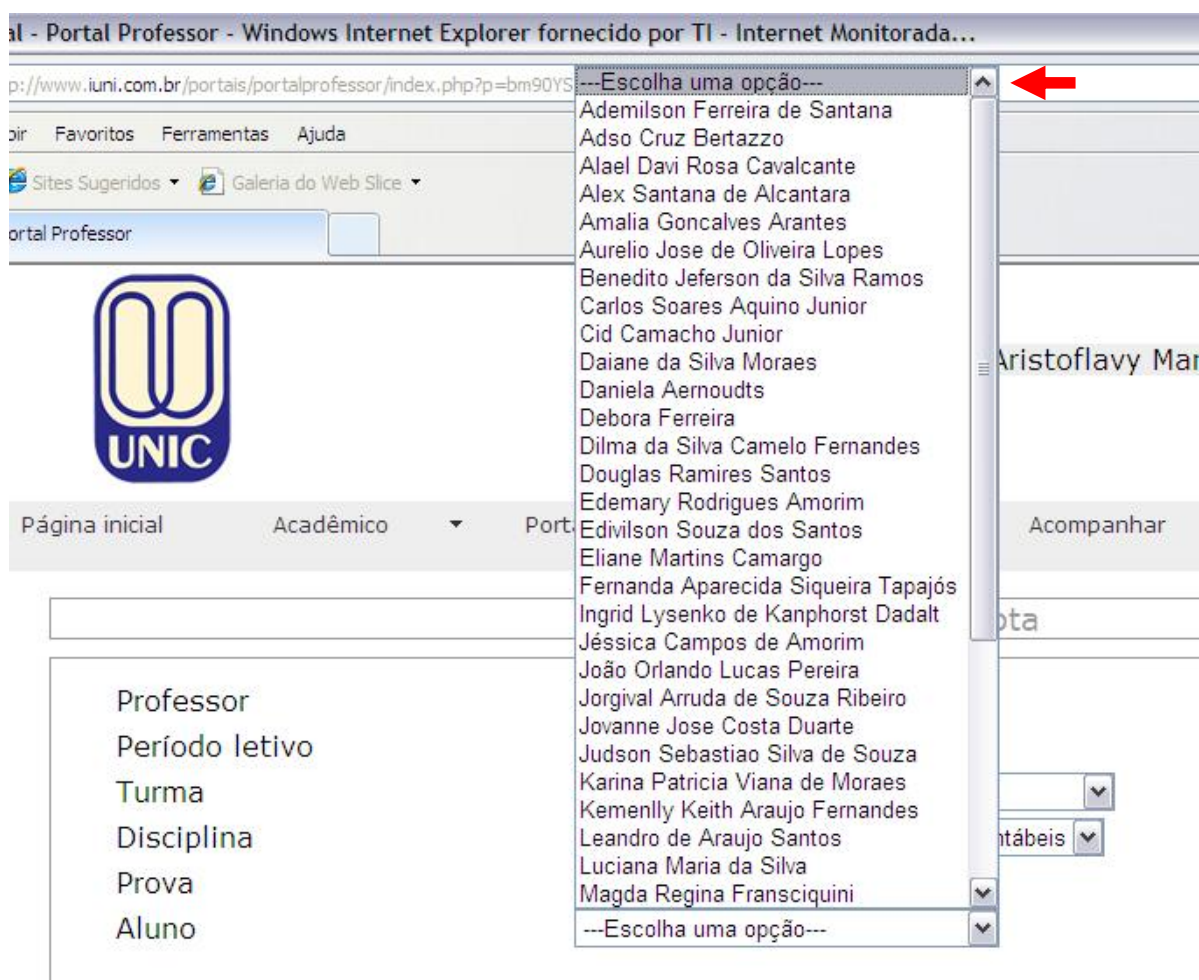 al - Portal Professor - Windows Internet Explorer fornecido por TI - Internet Monitorada...
p://www.iuni.com.br/portais/portalprofessor/index.php?p=bm90YS
bir Favoritos Ferramentas Ajuda
Sites Sugeridos Galeria do Web Slice
ortal Professor
UNIC
Aristoflavy Mar
Página inicial Acadêmico Porta Acompanhar
ota
Professor
Período letivo
Turma
Disciplina ntábeis
Prova
Aluno ---Escolha uma opção---
---Escolha uma opção---
Ademilson Ferreira de Santana
Adso Cruz Bertazzo
Alael Davi Rosa Cavalcante
Alex Santana de Alcantara
Amalia Goncalves Arantes
Aurelio Jose de Oliveira Lopes
Benedito Jeferson da Silva Ramos
Carlos Soares Aquino Junior
Cid Camacho Junior
Daiane da Silva Moraes
Daniela Aernoudts
Debora Ferreira
Dilma da Silva Camelo Fernandes
Douglas Ramires Santos
Edemary Rodrigues Amorim
Edivilson Souza dos Santos
Eliane Martins Camargo
Fernanda Aparecida Siqueira Tapajós
Ingrid Lysenko de Kanphorst Dadalt
Jéssica Campos de Amorim
João Orlando Lucas Pereira
Jorgival Arruda de Souza Ribeiro
Jovanne Jose Costa Duarte
Judson Sebastiao Silva de Souza
Karina Patricia Viana de Moraes
Kemenlly Keith Araujo Fernandes
Leandro de Araujo Santos
Luciana Maria da Silva
Magda Regina Fransciquini